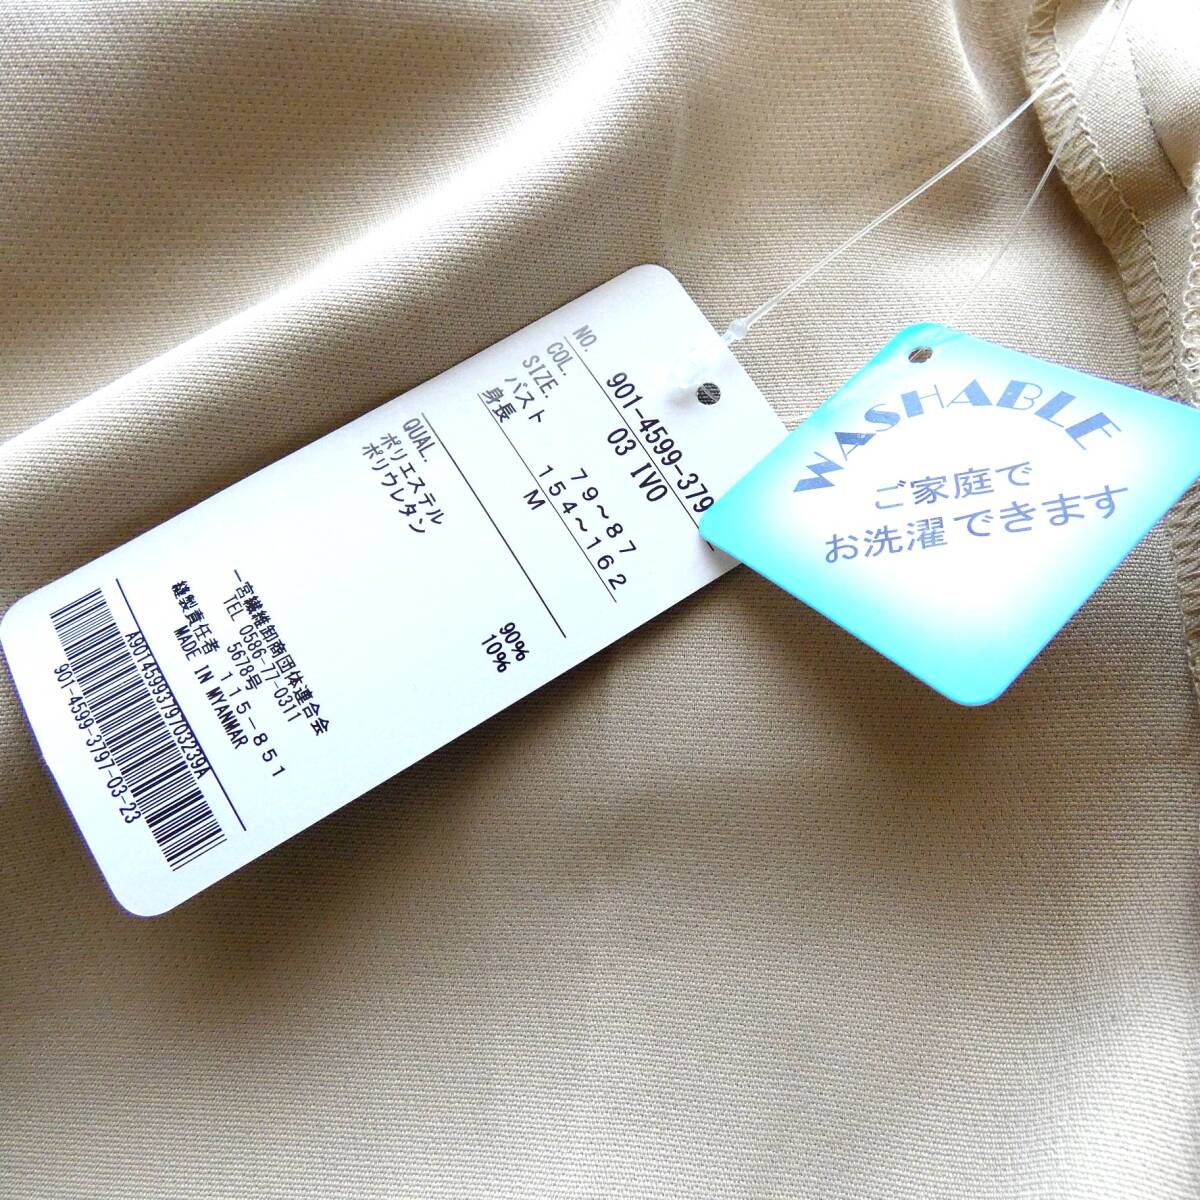 NO. 901-4599-379
COL. 03 IVO
SIZE. M
バスト 79~87
身長 154~162
QUAL.
ポリエステル 90%
ポリウレタン 10%
一宮繊維卸商団体連合会
TEL 0586-77-0311
5678号
縫製責任者 #115-851
MADE IN MYANMAR
A9014599379703239A
901-4599-3797-03-23
WASHABLE
ご家庭で
お洗濯できます